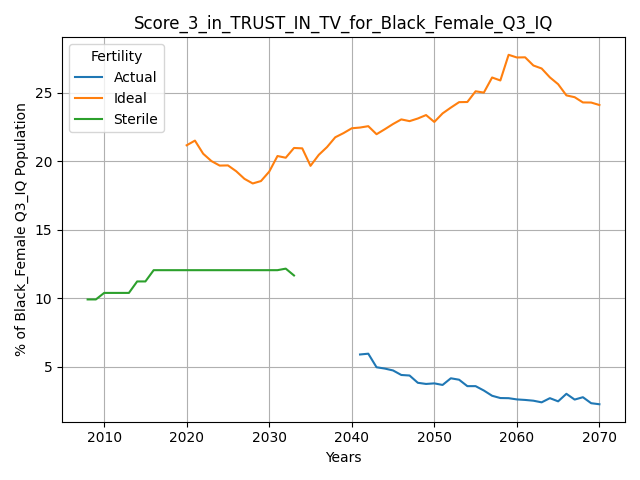 Score_3_in_TRUST_IN_TV_for_Black_Female_Q3_IQ
Fertility
Actual
Ideal
Sterile
% of Black_Female Q3_IQ Population
25
20
15
10
5
2010 2020 2030 2040 2050 2060 2070
Years